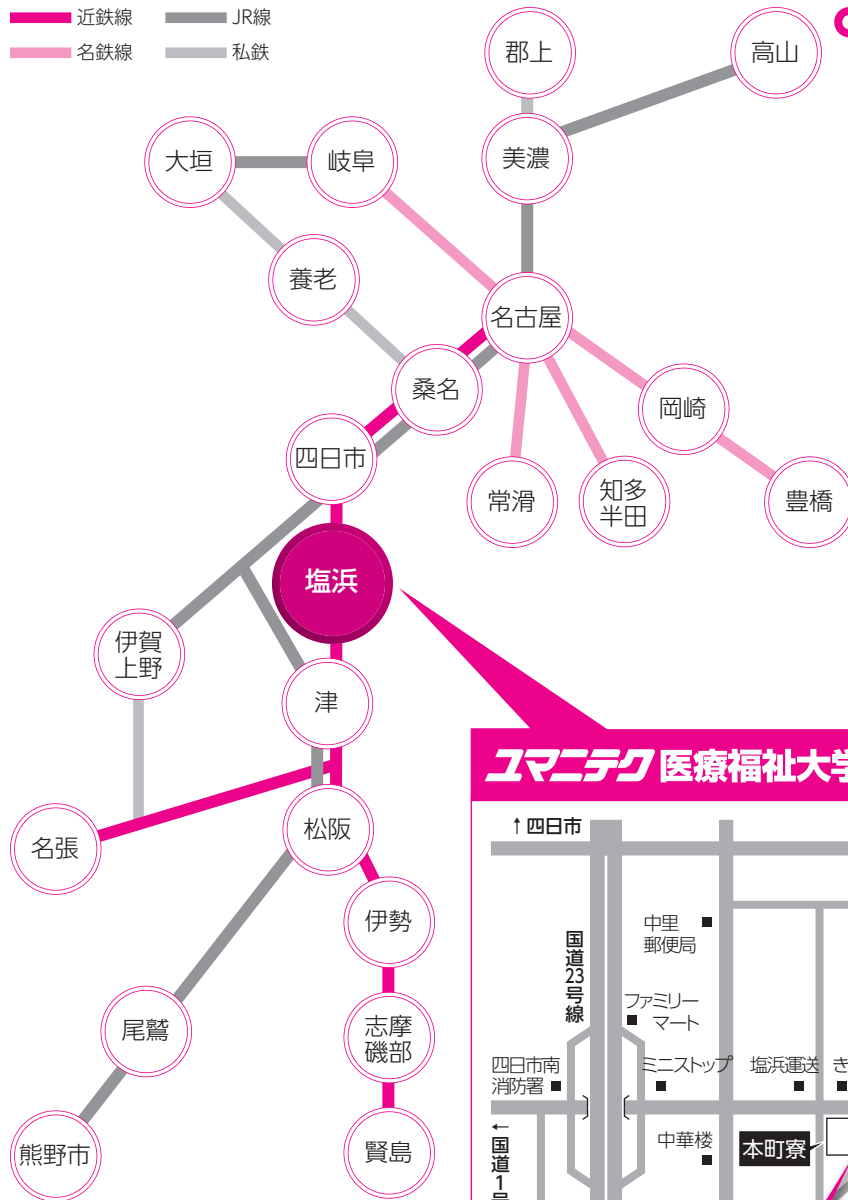 近鉄線
JR線
名鉄線
私鉄
郡上
高山
大垣
岐阜
美濃
養老
名古屋
桑名
岡崎
四日市
常滑
知多
半田
豊橋
塩浜
伊賀
上野
津
名張
松阪
伊勢
尾鷲
志摩
磯部
熊野市
賢島
ユマニテク 医療福祉大学
↑四日市
中里
郵便局
国道23号線
ファミリー
マート
四日市南
消防署
ミニストップ
塩浜運送
き
中華楼
本町寮
←国道1号